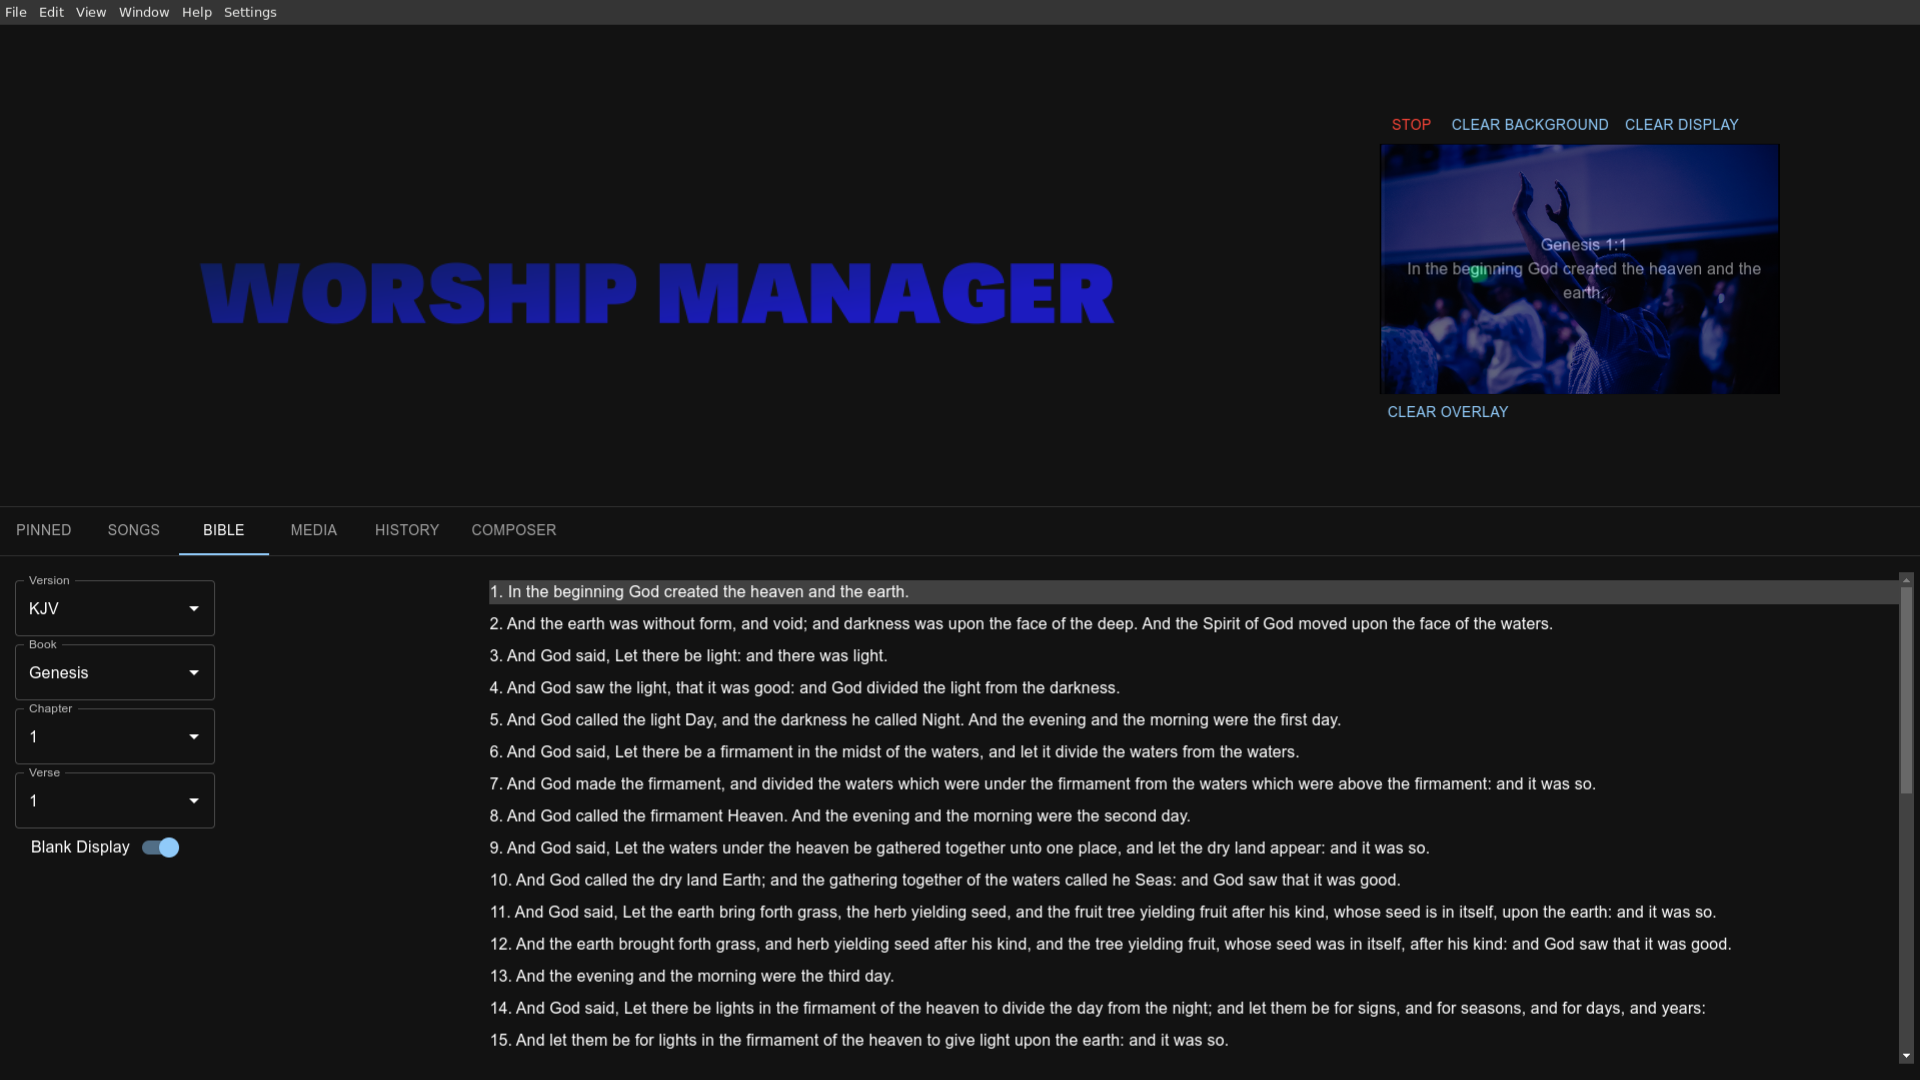 File Edit View Window Help Settings
STOP CLEAR BACKGROUND CLEAR DISPLAY
WORSHIP MANAGER
Genesis 1:1
In the beginning God created the heaven and the
earth.
CLEAR OVERLAY
PINNED SONGS BIBLE MEDIA HISTORY COMPOSER
Version
KJV
Book
Genesis
Chapter
1
Verse
1
Blank Display
1. In the beginning God created the heaven and the earth.
2. And the earth was without form, and void; and darkness was upon the face of the deep. And the Spirit of God moved upon the face of the waters.
3. And God said, Let there be light: and there was light.
4. And God saw the light, that it was good: and God divided the light from the darkness.
5. And God called the light Day, and the darkness he called Night. And the evening and the morning were the first day.
6. And God said, Let there be a firmament in the midst of the waters, and let it divide the waters from the waters.
7. And God made the firmament, and divided the waters which were under the firmament from the waters which were above the firmament: and it was so.
8. And God called the firmament Heaven. And the evening and the morning were the second day.
9. And God said, Let the waters under the heaven be gathered together unto one place, and let the dry land appear: and it was so.
10. And God called the dry land Earth; and the gathering together of the waters called he Seas: and God saw that it was good.
11. And God said, Let the earth bring forth grass, the herb yielding seed, and the fruit tree yielding fruit after his kind, whose seed is in itself, upon the earth: and it was so.
12. And the earth brought forth grass, and herb yielding seed after his kind, and the tree yielding fruit, whose seed was in itself, after his kind: and God saw that it was good.
13. And the evening and the morning were the third day.
14. And God said, Let there be lights in the firmament of the heaven to divide the day from the night; and let them be for signs, and for seasons, and for days, and years:
15. And let them be for lights in the firmament of the heaven to give light upon the earth: and it was so.